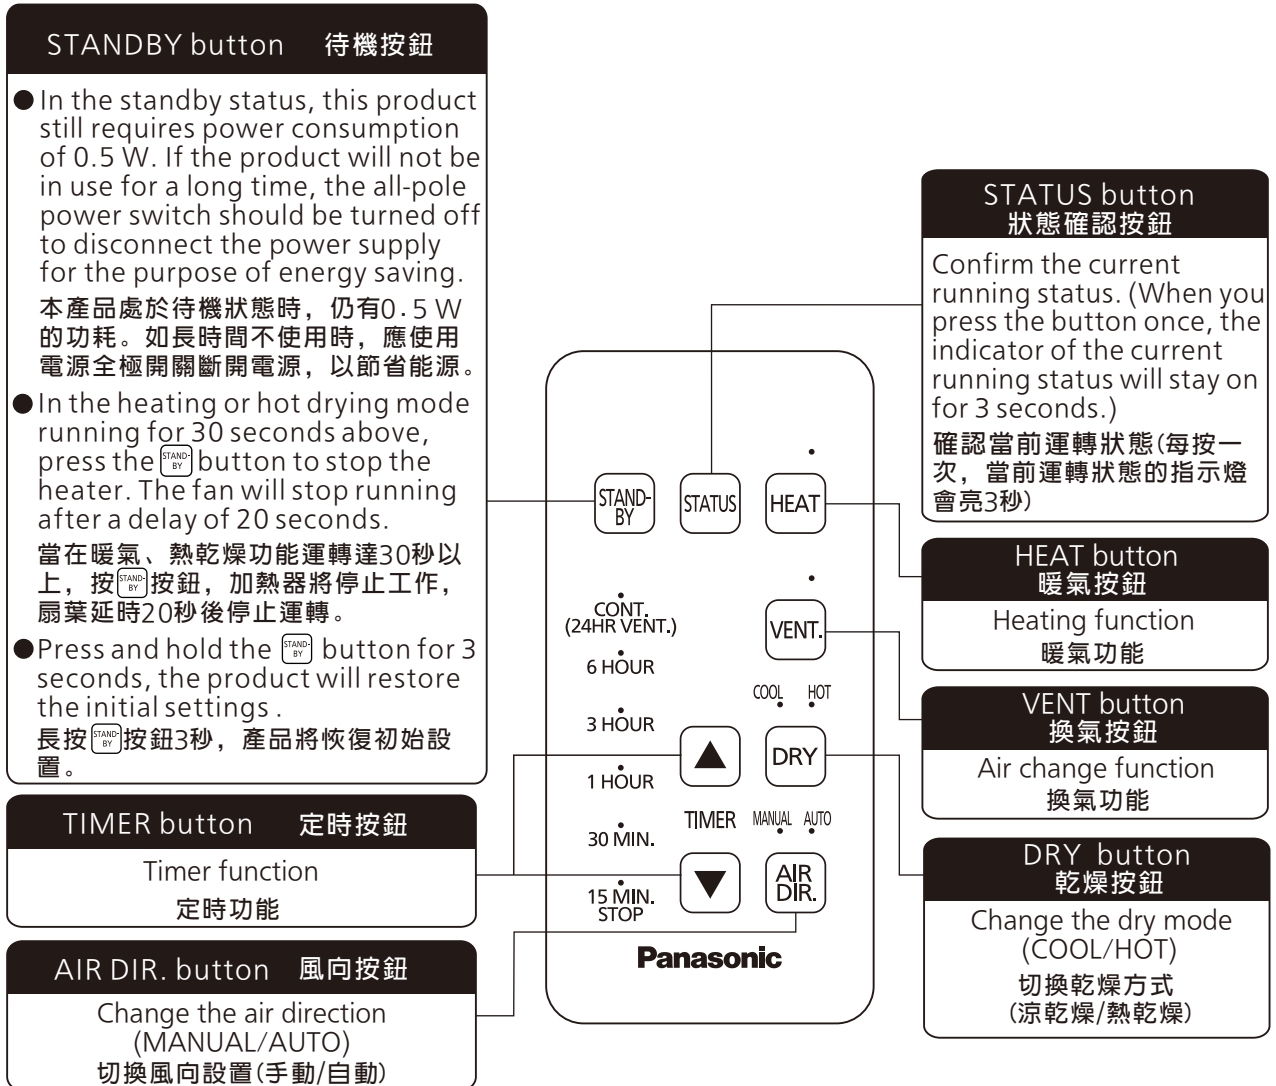 STANDBY button 待機按鈕
● In the standby status, this product
still requires power consumption
of 0.5 W. If the product will not be
in use for a long time, the all-pole
power switch should be turned off
to disconnect the power supply
for the purpose of energy saving.
本產品處於待機狀態時，仍有0.5 W
的功耗。如長時間不使用時，應使用
電源全極開關斷開電源，以節省能源。
● In the heating or hot drying mode
running for 30 seconds above,
press the STAND-BY button to stop the
heater. The fan will stop running
after a delay of 20 seconds.
當在暖氣、熱乾燥功能運轉達30秒以
上，按STAND-BY按鈕，加熱器將停止工作，
扇葉延時20秒後停止運轉。
● Press and hold the STAND-BY button for 3
seconds, the product will restore
the initial settings .
長按STAND-BY按鈕3秒，產品將恢復初始設
置。
TIMER button 定時按鈕
Timer function
定時功能
AIR DIR. button 風向按鈕
Change the air direction
(MANUAL/AUTO)
切換風向設置(手動/自動)
STAND-
BY
STATUS
HEAT
CONT.
(24HR VENT.)
VENT.
6 HOUR
COOL HOT
3 HOUR
▲
DRY
1 HOUR
TIMER
MANUAL AUTO
30 MIN.
▼
AIR
DIR.
15 MIN.
STOP
Panasonic
STATUS button
狀態確認按鈕
Confirm the current
running status. (When you
press the button once, the
indicator of the current
running status will stay on
for 3 seconds.)
確認當前運轉狀態(每按一
次，當前運轉狀態的指示燈
會亮3秒)
HEAT button
暖氣按鈕
Heating function
暖氣功能
VENT button
換氣按鈕
Air change function
換氣功能
DRY button
乾燥按鈕
Change the dry mode
(COOL/HOT)
切換乾燥方式
(涼乾燥/熱乾燥)